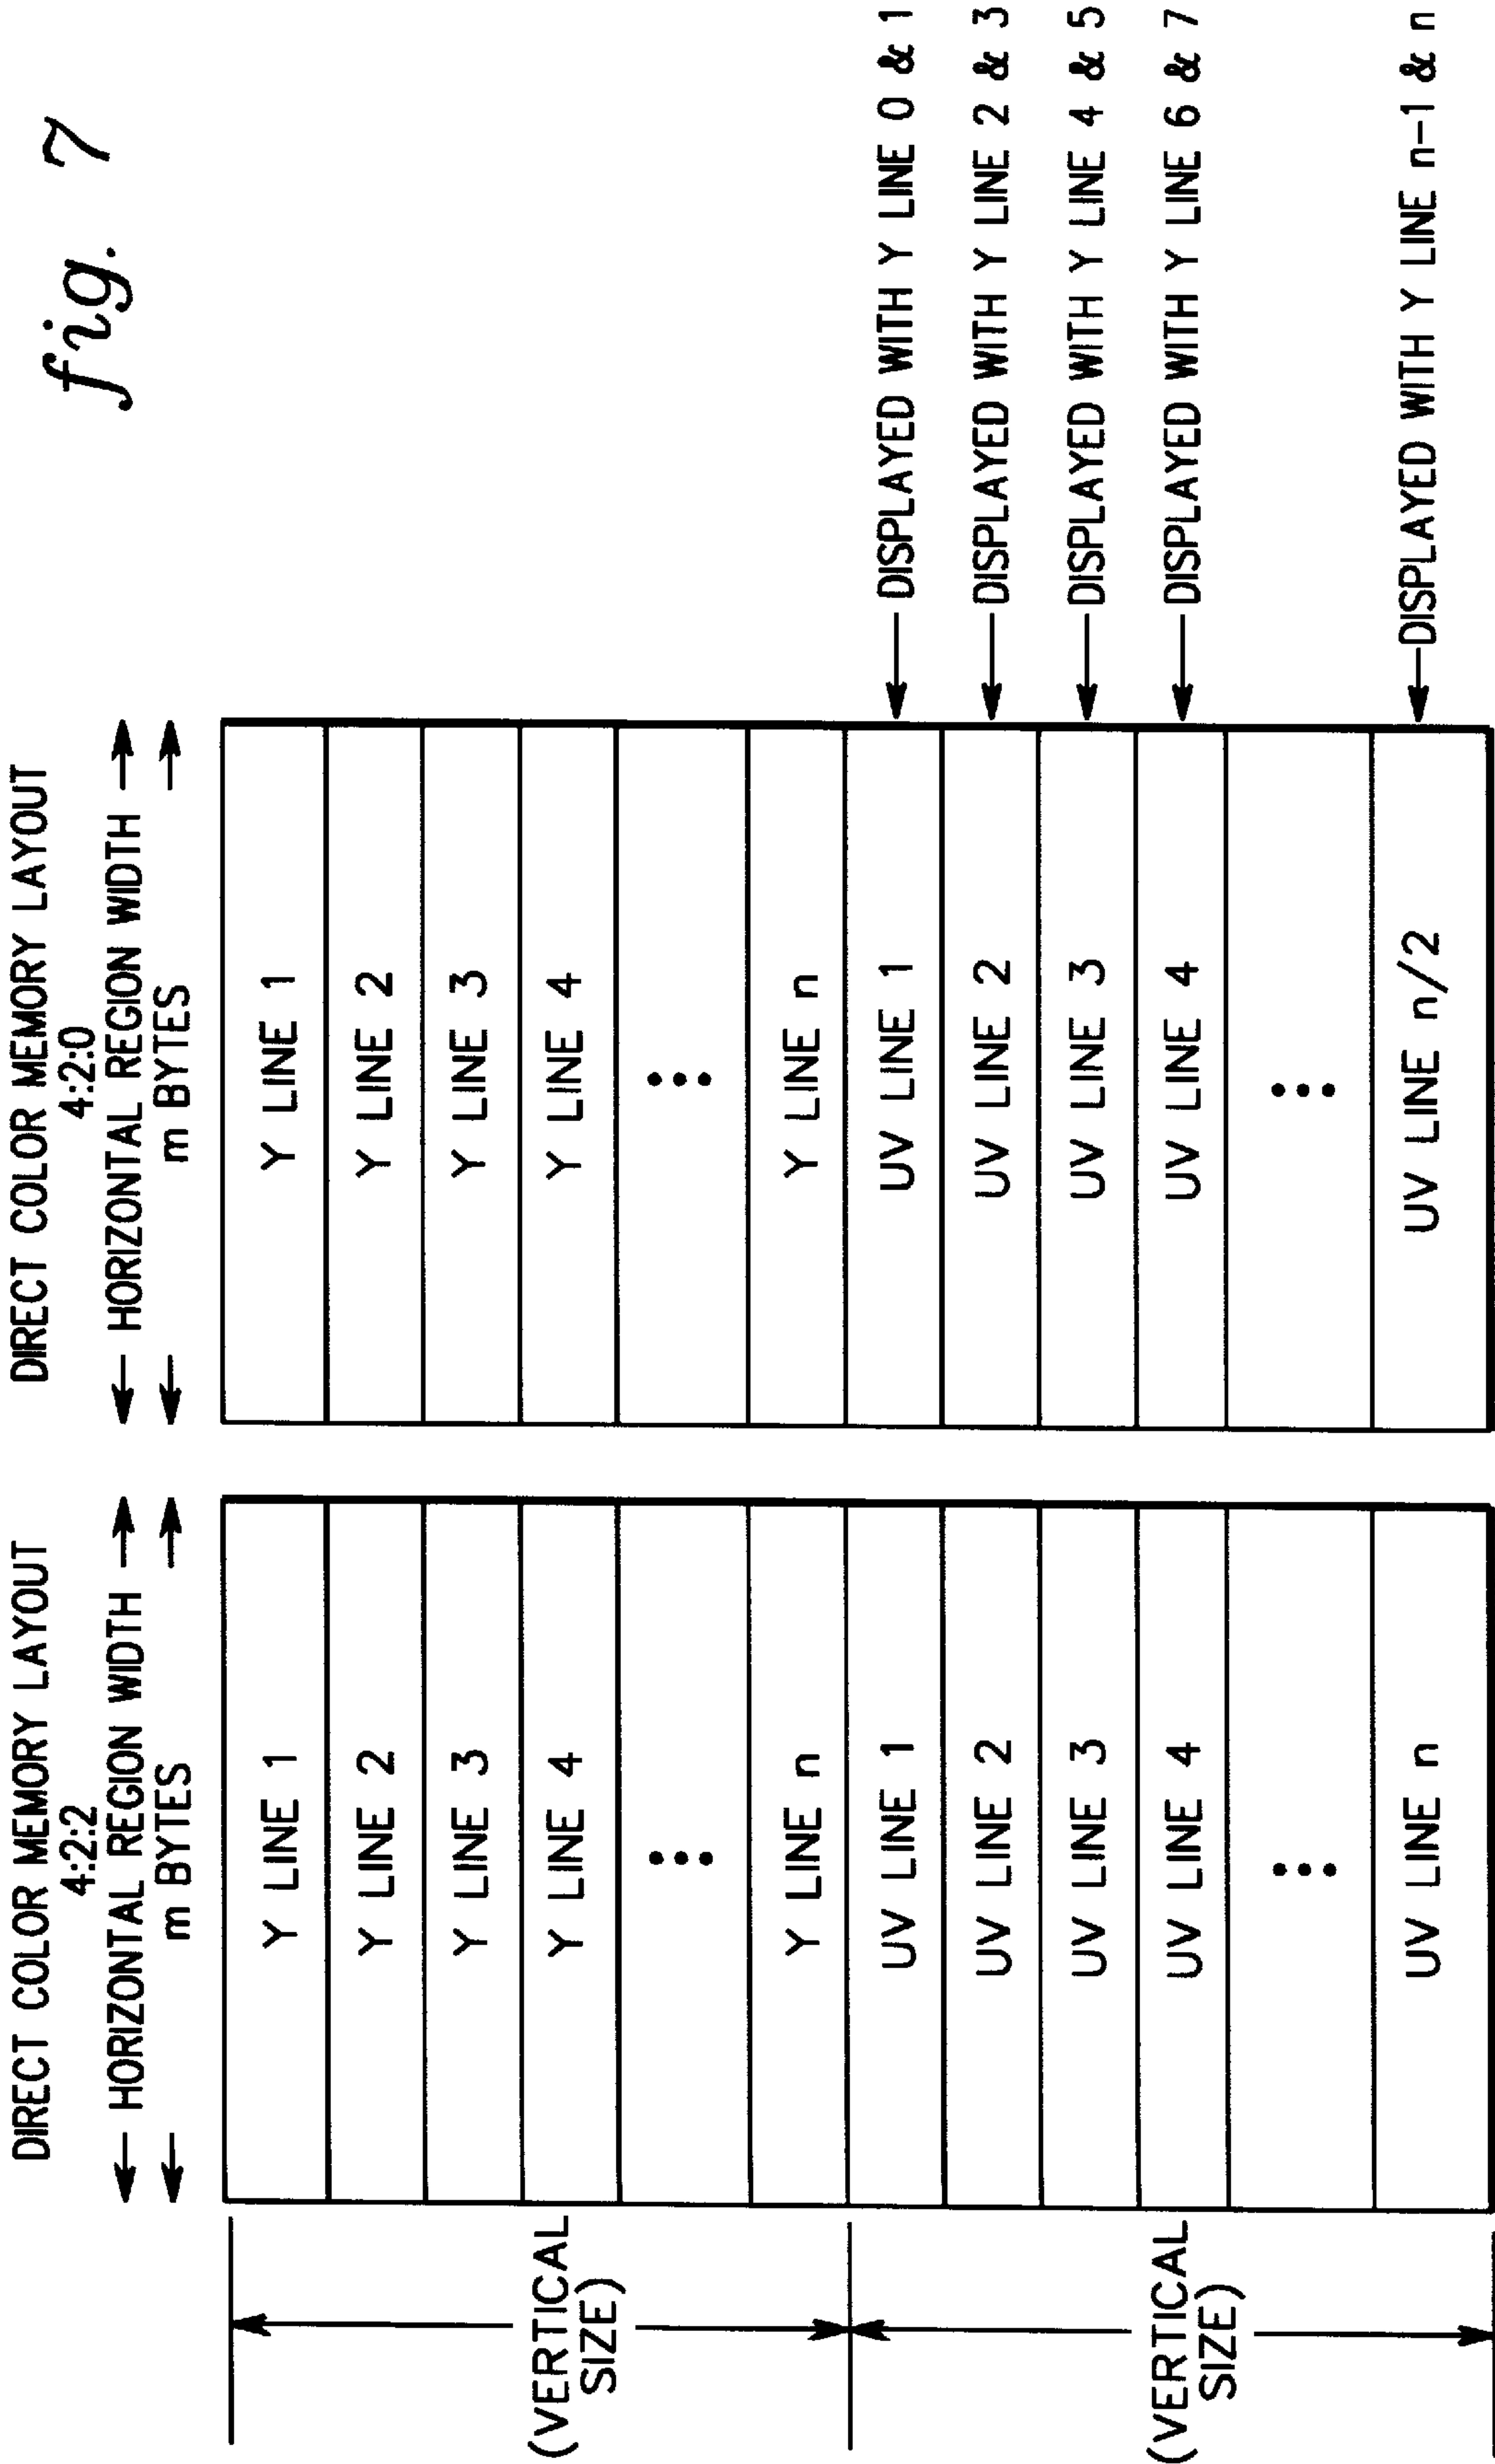 fig. 7
DIRECT COLOR MEMORY LAYOUT
4:2:2
HORIZONTAL REGION WIDTH
m BYTES
Y LINE 1
Y LINE 2
Y LINE 3
Y LINE 4
Y LINE n
UV LINE 1
UV LINE 2
UV LINE 3
UV LINE 4
UV LINE n
(VERTICAL
SIZE)
(VERTICAL
SIZE)
DIRECT COLOR MEMORY LAYOUT
4:2:0
HORIZONTAL REGION WIDTH
m BYTES
Y LINE 1
Y LINE 2
Y LINE 3
Y LINE 4
Y LINE n
UV LINE 1
UV LINE 2
UV LINE 3
UV LINE 4
UV LINE n/2
DISPLAYED WITH Y LINE 0 & 1
DISPLAYED WITH Y LINE 2 & 3
DISPLAYED WITH Y LINE 4 & 5
DISPLAYED WITH Y LINE 6 & 7
DISPLAYED WITH Y LINE n-1 & n